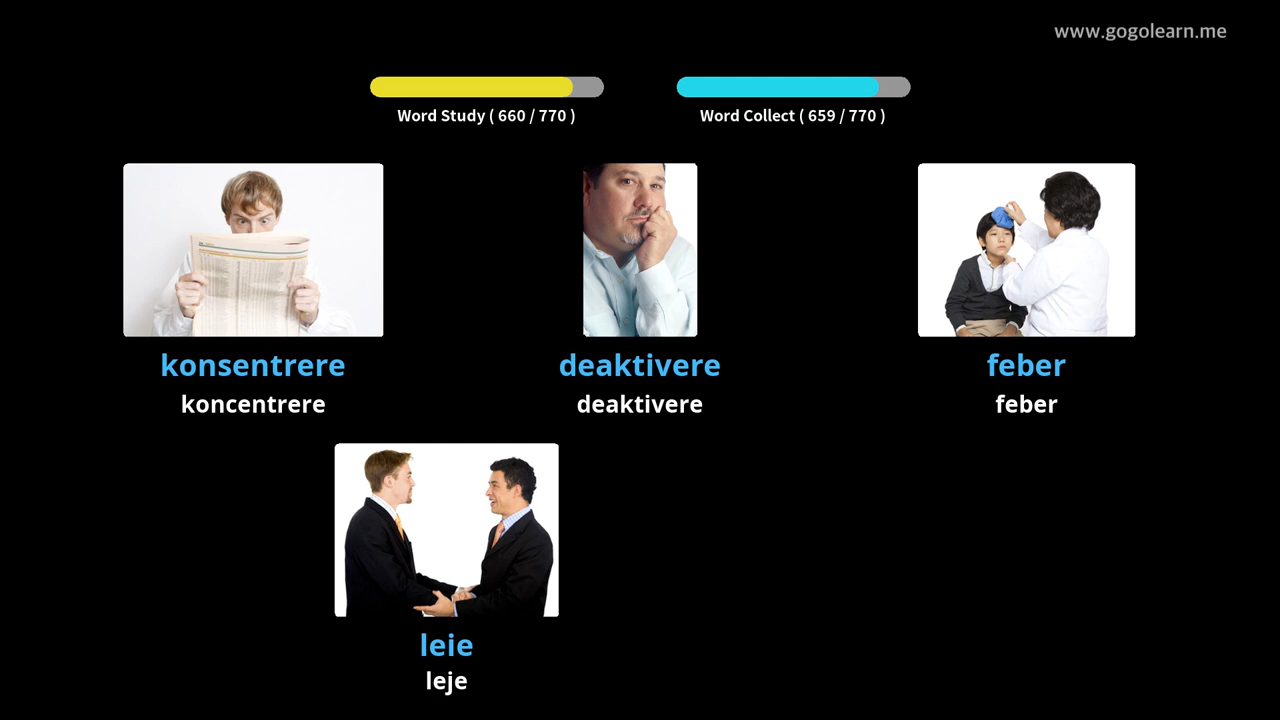 www.gogolearn.me
Word Study ( 660 / 770 )
Word Collect ( 659 / 770 )
konsentrere
koncentrere
deaktivere
deaktivere
feber
feber
leie
leje